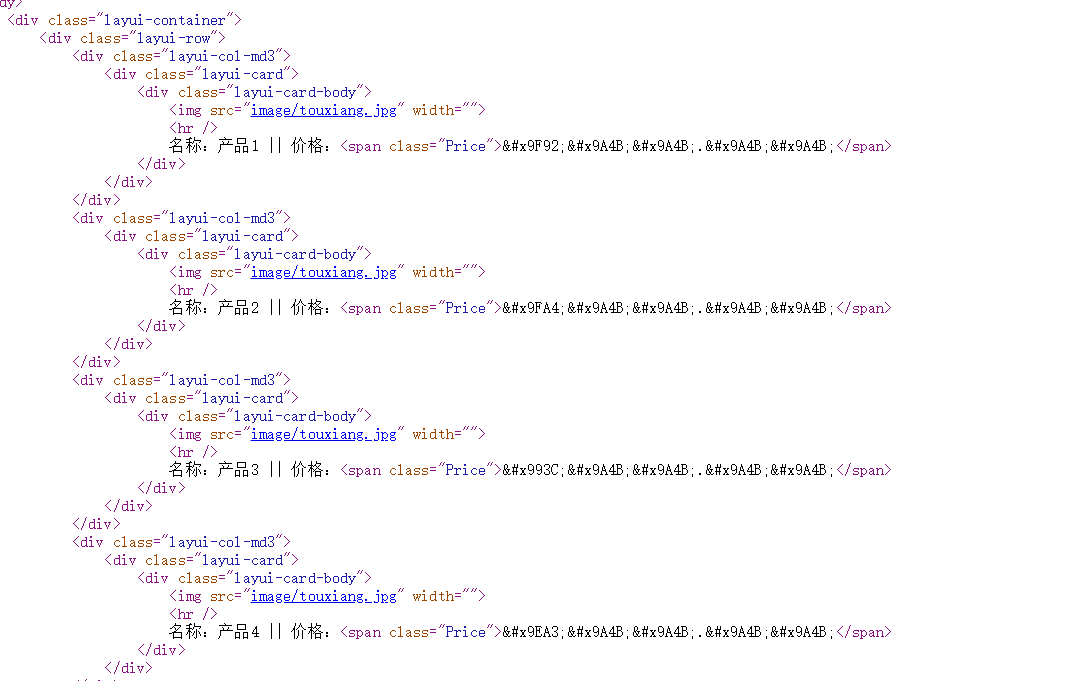 dy>
<div class="layui-container">
<div class="layui-row">
<div class="layui-col-md3">
<div class="layui-card">
<div class="layui-card-body">
<img src="image/touxiang.jpg" width="">
<hr />
名称：产品1 || 价格：<span class="Price">&#x9F92;&#x9A4B;&#x9A4B;.&#x9A4B;&#x9A4B;</span>
</div>
</div>
</div>
<div class="layui-col-md3">
<div class="layui-card">
<div class="layui-card-body">
<img src="image/touxiang.jpg" width="">
<hr />
名称：产品2 || 价格：<span class="Price">&#x9FA4;&#x9A4B;&#x9A4B;.&#x9A4B;&#x9A4B;</span>
</div>
</div>
</div>
<div class="layui-col-md3">
<div class="layui-card">
<div class="layui-card-body">
<img src="image/touxiang.jpg" width="">
<hr />
名称：产品3 || 价格：<span class="Price">&#x993C;&#x9A4B;&#x9A4B;.&#x9A4B;&#x9A4B;</span>
</div>
</div>
</div>
<div class="layui-col-md3">
<div class="layui-card">
<div class="layui-card-body">
<img src="image/touxiang.jpg" width="">
<hr />
名称：产品4 || 价格：<span class="Price">&#x9EA3;&#x9A4B;&#x9A4B;.&#x9A4B;&#x9A4B;</span>
</div>
</div>